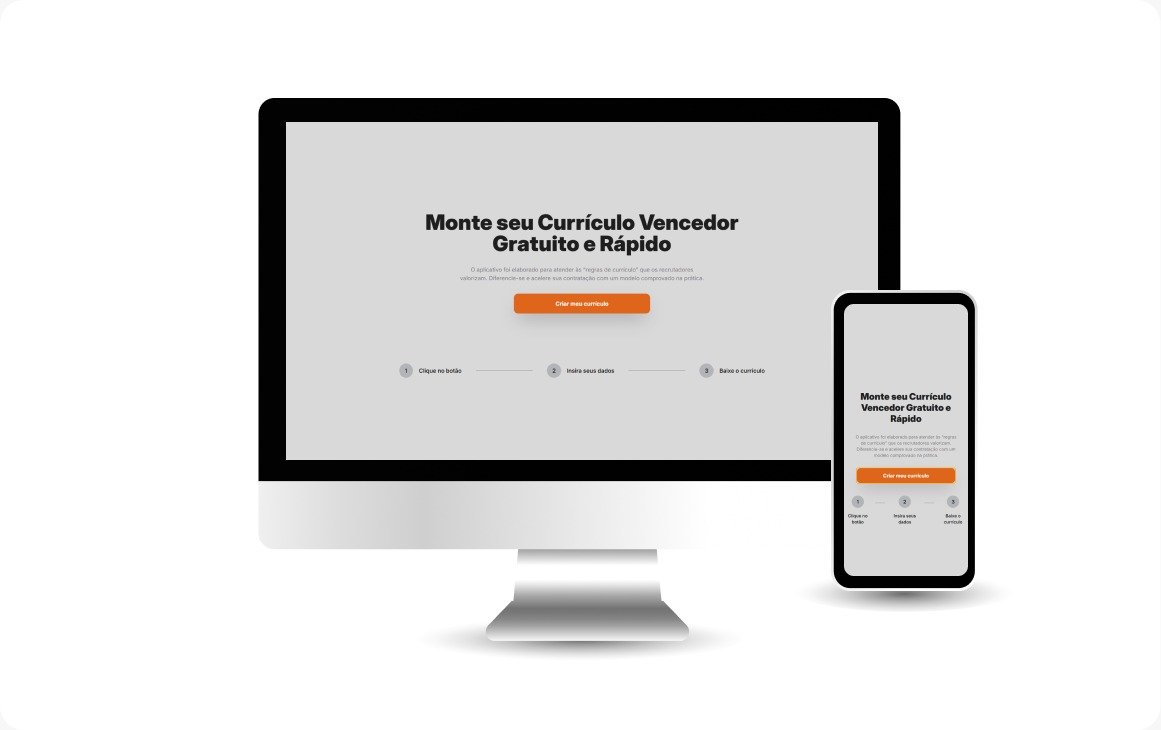 Monte seu Currículo Vencedor
Gratuito e Rápido
O aplicativo foi elaborado para atender às "regras de currículo" que os recrutadores
valorizam. Diferencie-se e acelere sua contratação com um modelo comprovado na prática.
Criar meu currículo
1 Clique no botão 2 Insira seus dados 3 Baixe o currículo
Monte seu Currículo
Vencedor Gratuito e
Rápido
O aplicativo foi elaborado para atender às "regras
de currículo" que os recrutadores valorizam.
Diferencie-se e acelere sua contratação com um
modelo comprovado na prática.
Criar meu currículo
1 2 3
Clique no Insira seus Baixe o
botão dados currículo